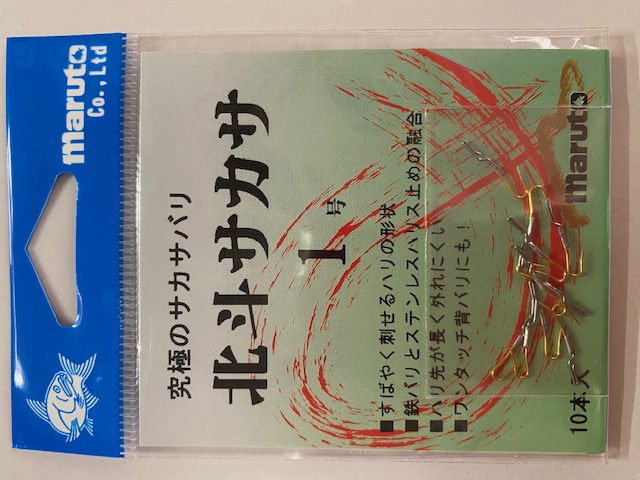 maruto
Co.,Ltd
究極のサカサバリ
北斗サカサ
1号
■すばやく刺せるハリの形状
■鉄バリとステンレスハリス止めの融合
■ハリ先が長く外れにくい
■ワンタッチ背バリにも!
maruto
10本入